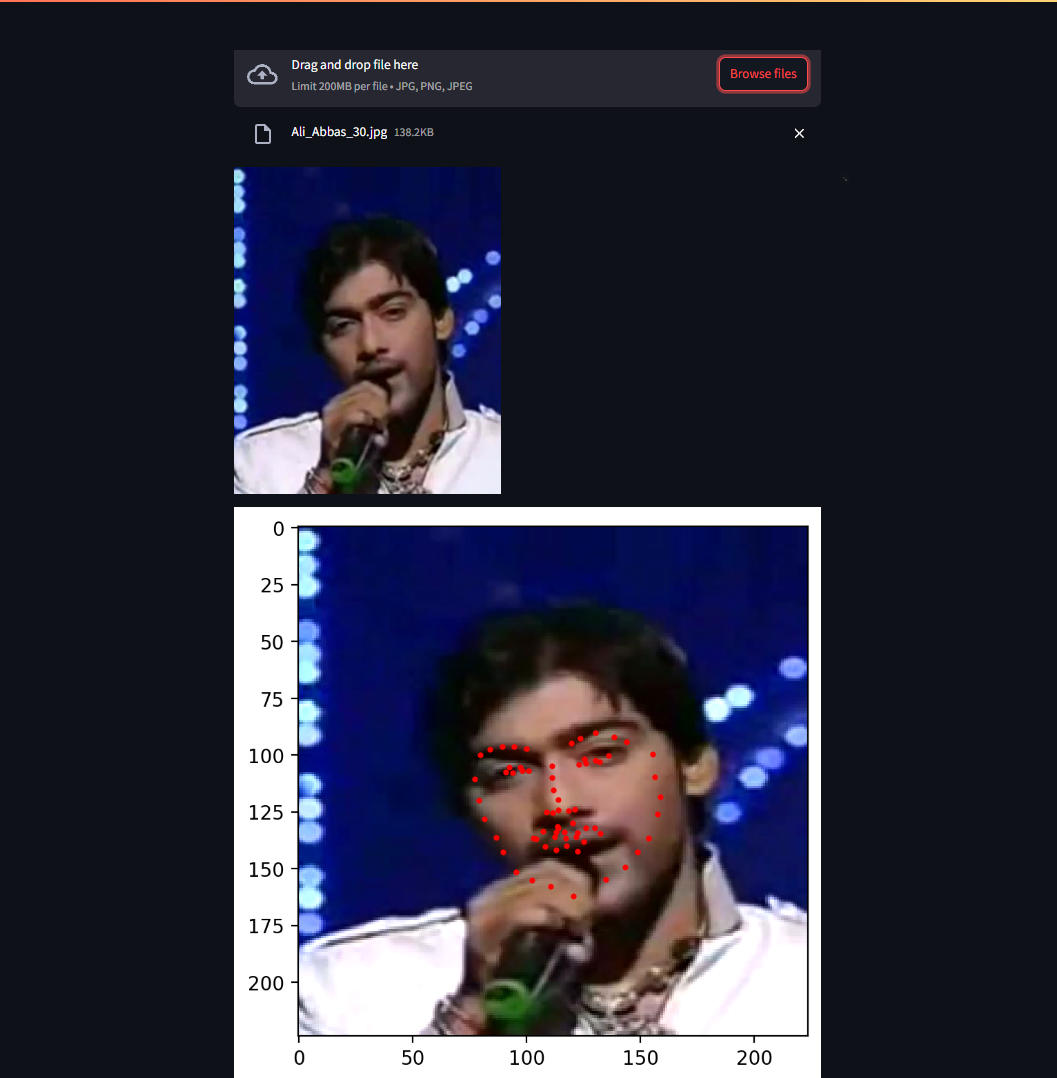 Drag and drop file here
Limit 200MB per file • JPG, PNG, JPEG
Browse files
Ali_Abbas_30.jpg 138.2KB
0
25
50
75
100
125
150
175
200
0 50 100 150 200